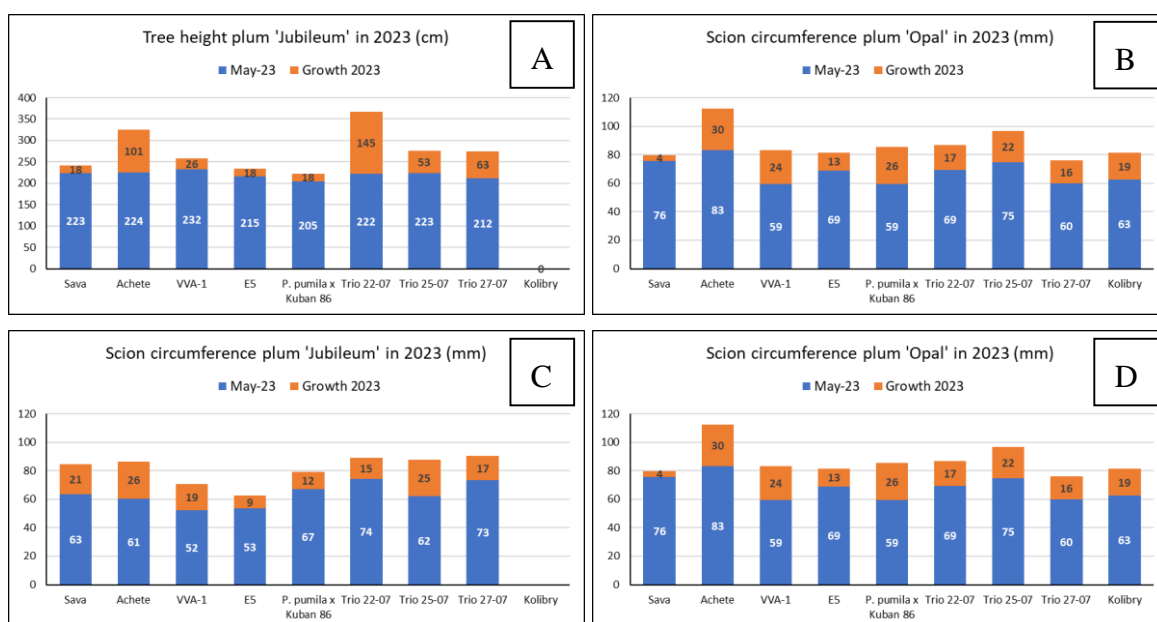 Tree height plum 'Jubileum' in 2023 (cm)
A
May-23 Growth 2023
400
350
300
250
200
150
100
50
0
18 101 26 18 18 145 53 63
223 224 232 215 205 222 223 212 0
Sava Achete VVA-1 E5 P. pumila x Trio 22-07 Trio 25-07 Trio 27-07 Kolibry
Kuban 86
Scion circumference plum 'Opal' in 2023 (mm)
B
May-23 Growth 2023
120
100
80
60
40
20
0
4 30 24 13 26 17 22 16 19
76 83 59 69 59 69 75 60 63
Sava Achete VVA-1 E5 P. pumila x Trio 22-07 Trio 25-07 Trio 27-07 Kolibry
Kuban 86
Scion circumference plum 'Jubileum' in 2023 (mm)
C
May-23 Growth 2023
120
100
80
60
40
20
0
21 26 19 9 12 15 25 17
63 61 52 53 67 74 62 73
Sava Achete VVA-1 E5 P. pumila x Trio 22-07 Trio 25-07 Trio 27-07 Kolibry
Kuban 86
Scion circumference plum 'Opal' in 2023 (mm)
D
May-23 Growth 2023
120
100
80
60
40
20
0
4 30 24 13 26 17 22 16 19
76 83 59 69 59 69 75 60 63
Sava Achete VVA-1 E5 P. pumila x Trio 22-07 Trio 25-07 Trio 27-07 Kolibry
Kuban 86